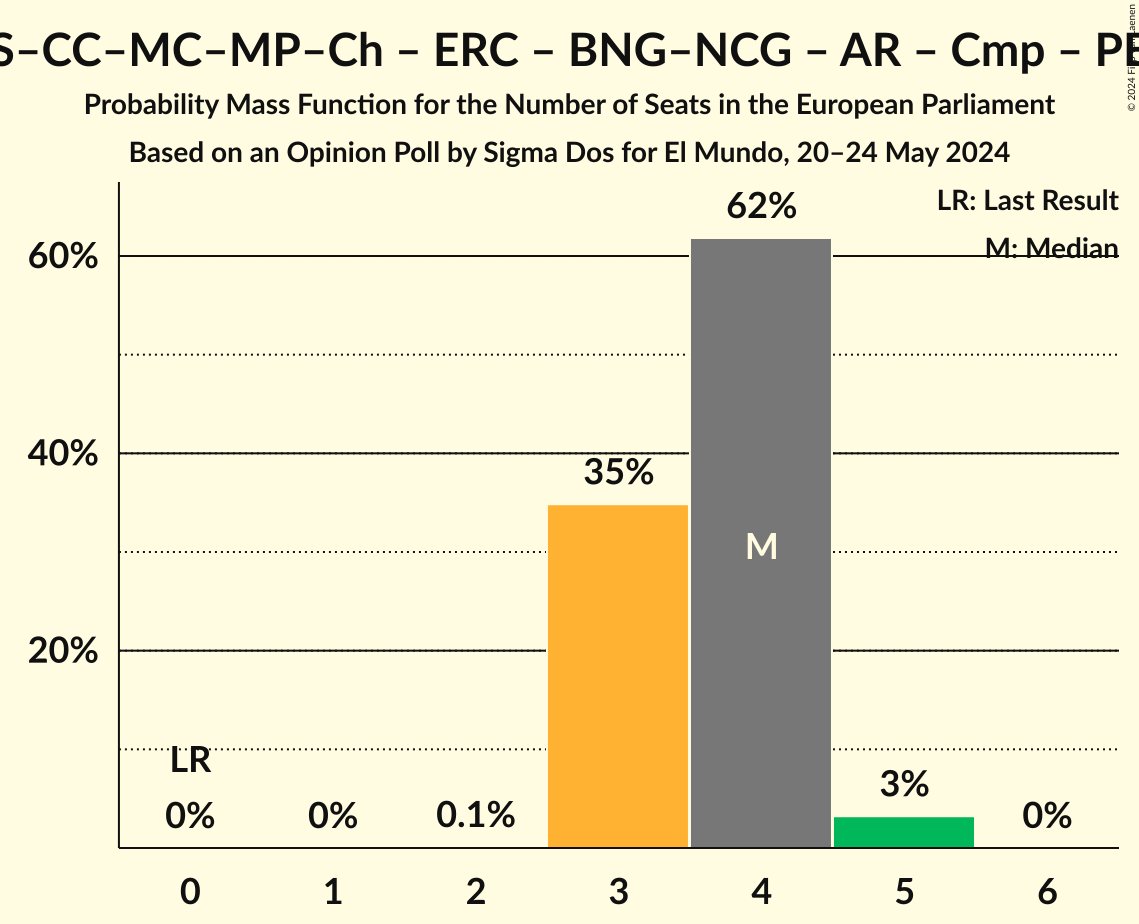 S–CC–MC–MP–Ch – ERC – BNG–NCG – AR – Cmp –
Probability Mass Function for the Number of Seats in the European Parliament
Based on an Opinion Poll by Sigma Dos for El Mundo, 20–24 May 2024
LR: Last Result
M: Median
62%
60%
40%
35%
M
20%
LR
3%
0% 0% 0.1% 0%
0 1 2 3 4 5 6
© 2024